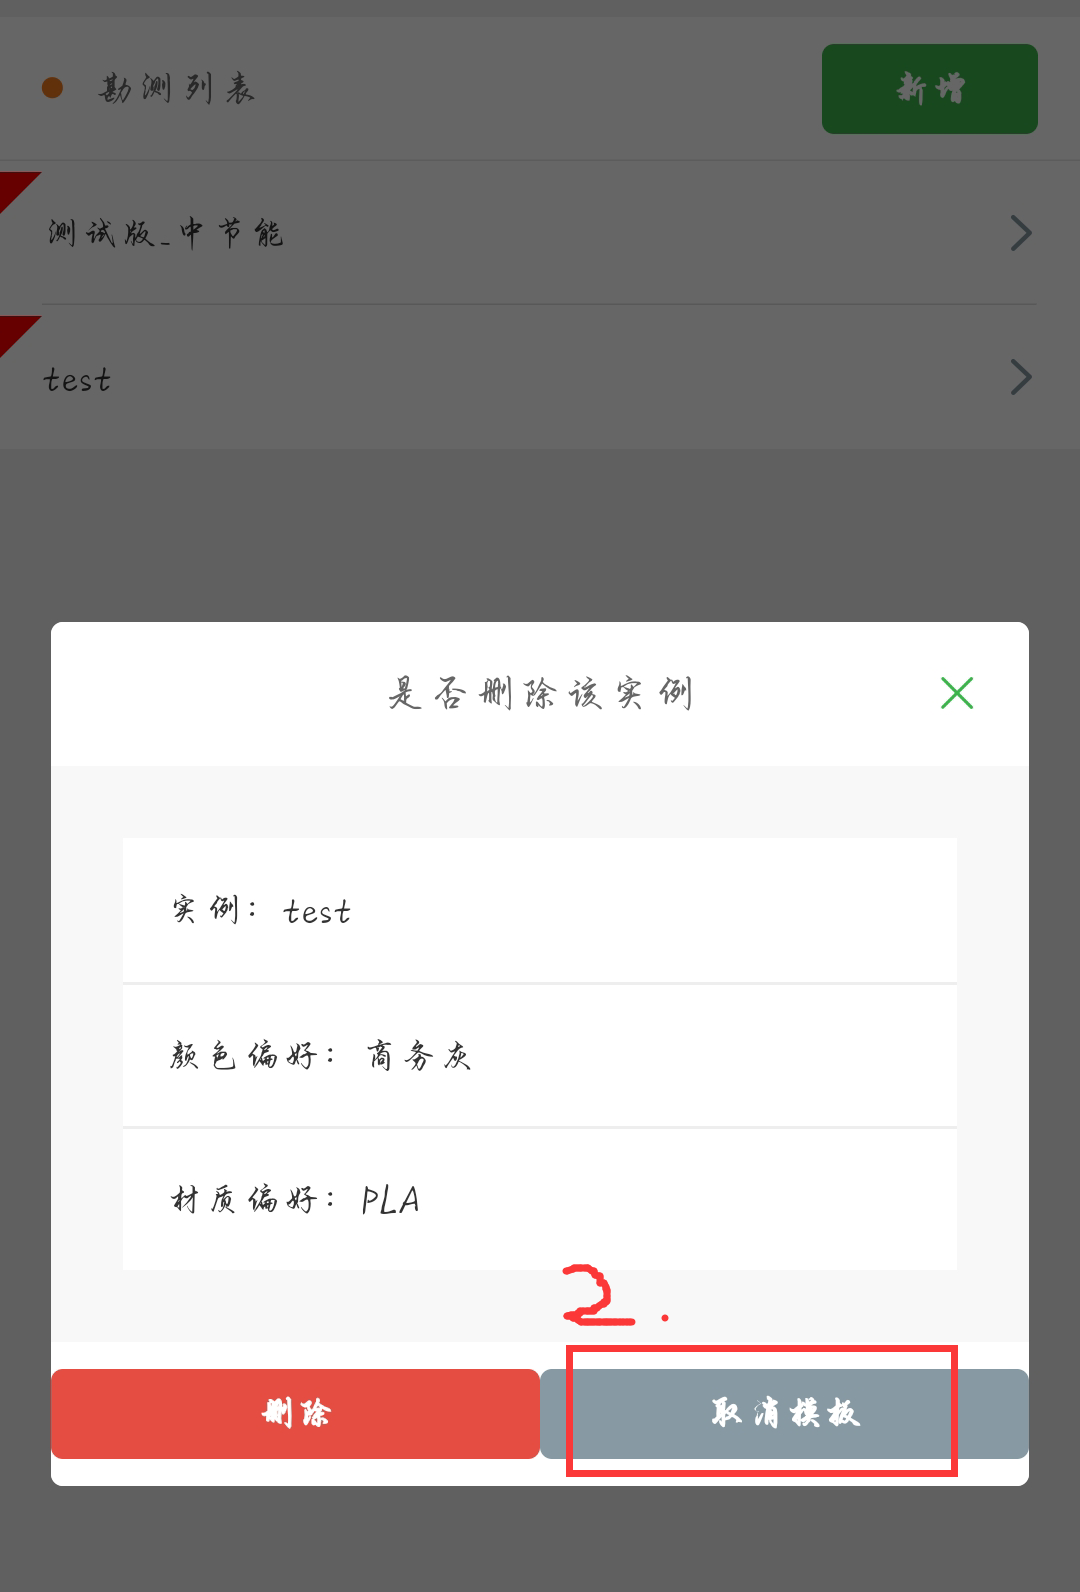 勘测列表
新增
测试版_中节能
test
是否删除该实例
实例： test
颜色偏好： 商务灰
材质偏好： PLA
2.
删除
取消模板